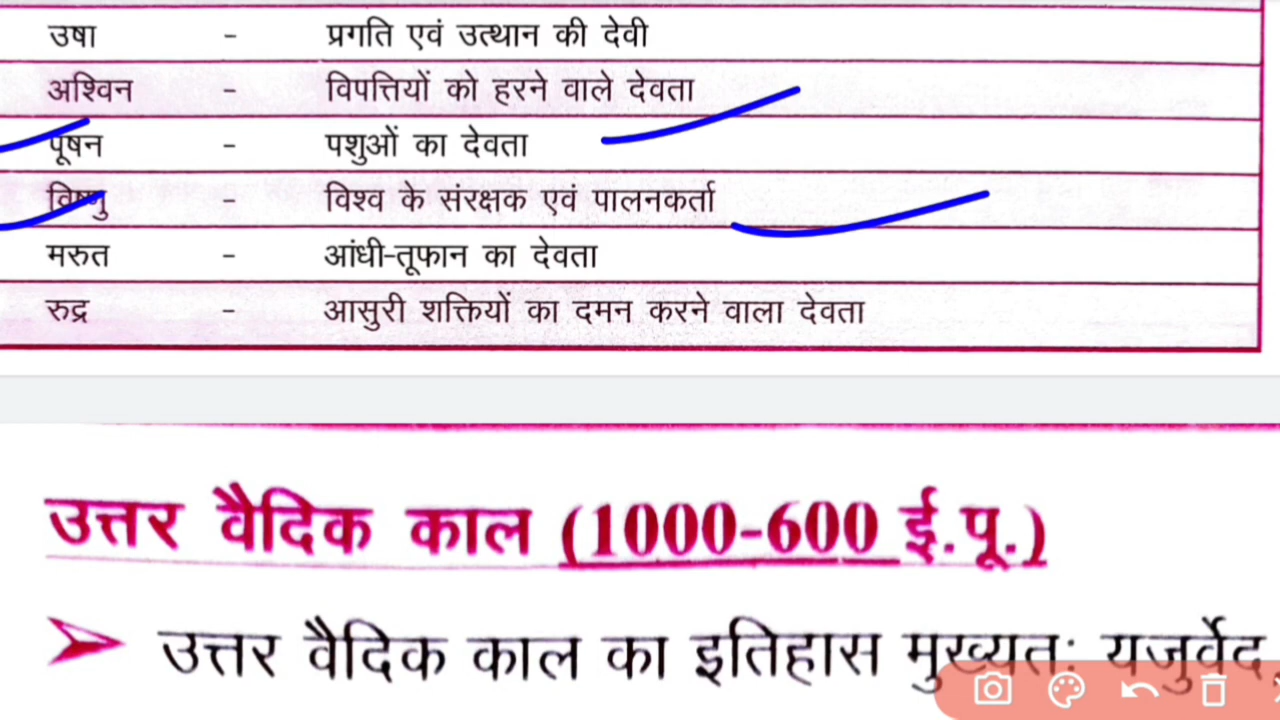 उषा - प्रगति एवं उत्थान की देवी
अश्विन - विपत्तियों को हरने वाले देवता
पूषन - पशुओं का देवता
विष्णु - विश्व के संरक्षक एवं पालनकर्ता
मरुत - आंधी-तूफान का देवता
रुद्र - आसुरी शक्तियों का दमन करने वाला देवता
उत्तर वैदिक काल (1000-600 ई.पू.)
उत्तर वैदिक काल का इतिहास मुख्यतः यजुर्वेद,